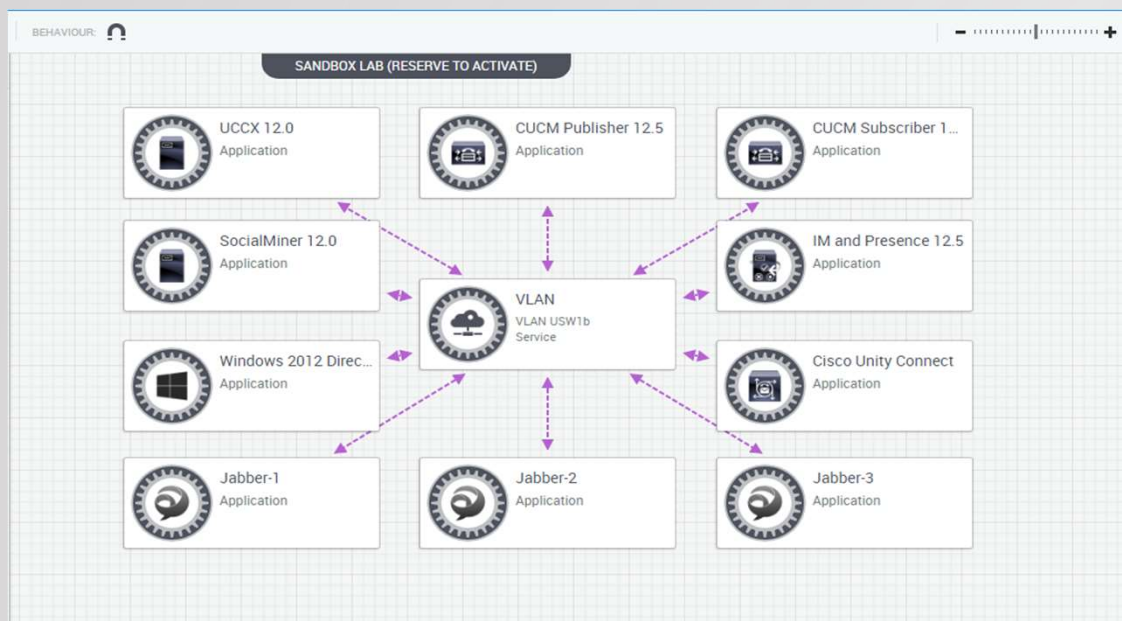 BEHAVIOUR:
SANDBOX LAB (RESERVE TO ACTIVATE)
UCCX 12.0
Application
CUCM Publisher 12.5
Application
CUCM Subscriber 1...
Application
SocialMiner 12.0
Application
IM and Presence 12.5
Application
VLAN
VLAN USW1b
Service
Windows 2012 Direc...
Application
Cisco Unity Connect
Application
Jabber-1
Application
Jabber-2
Application
Jabber-3
Application